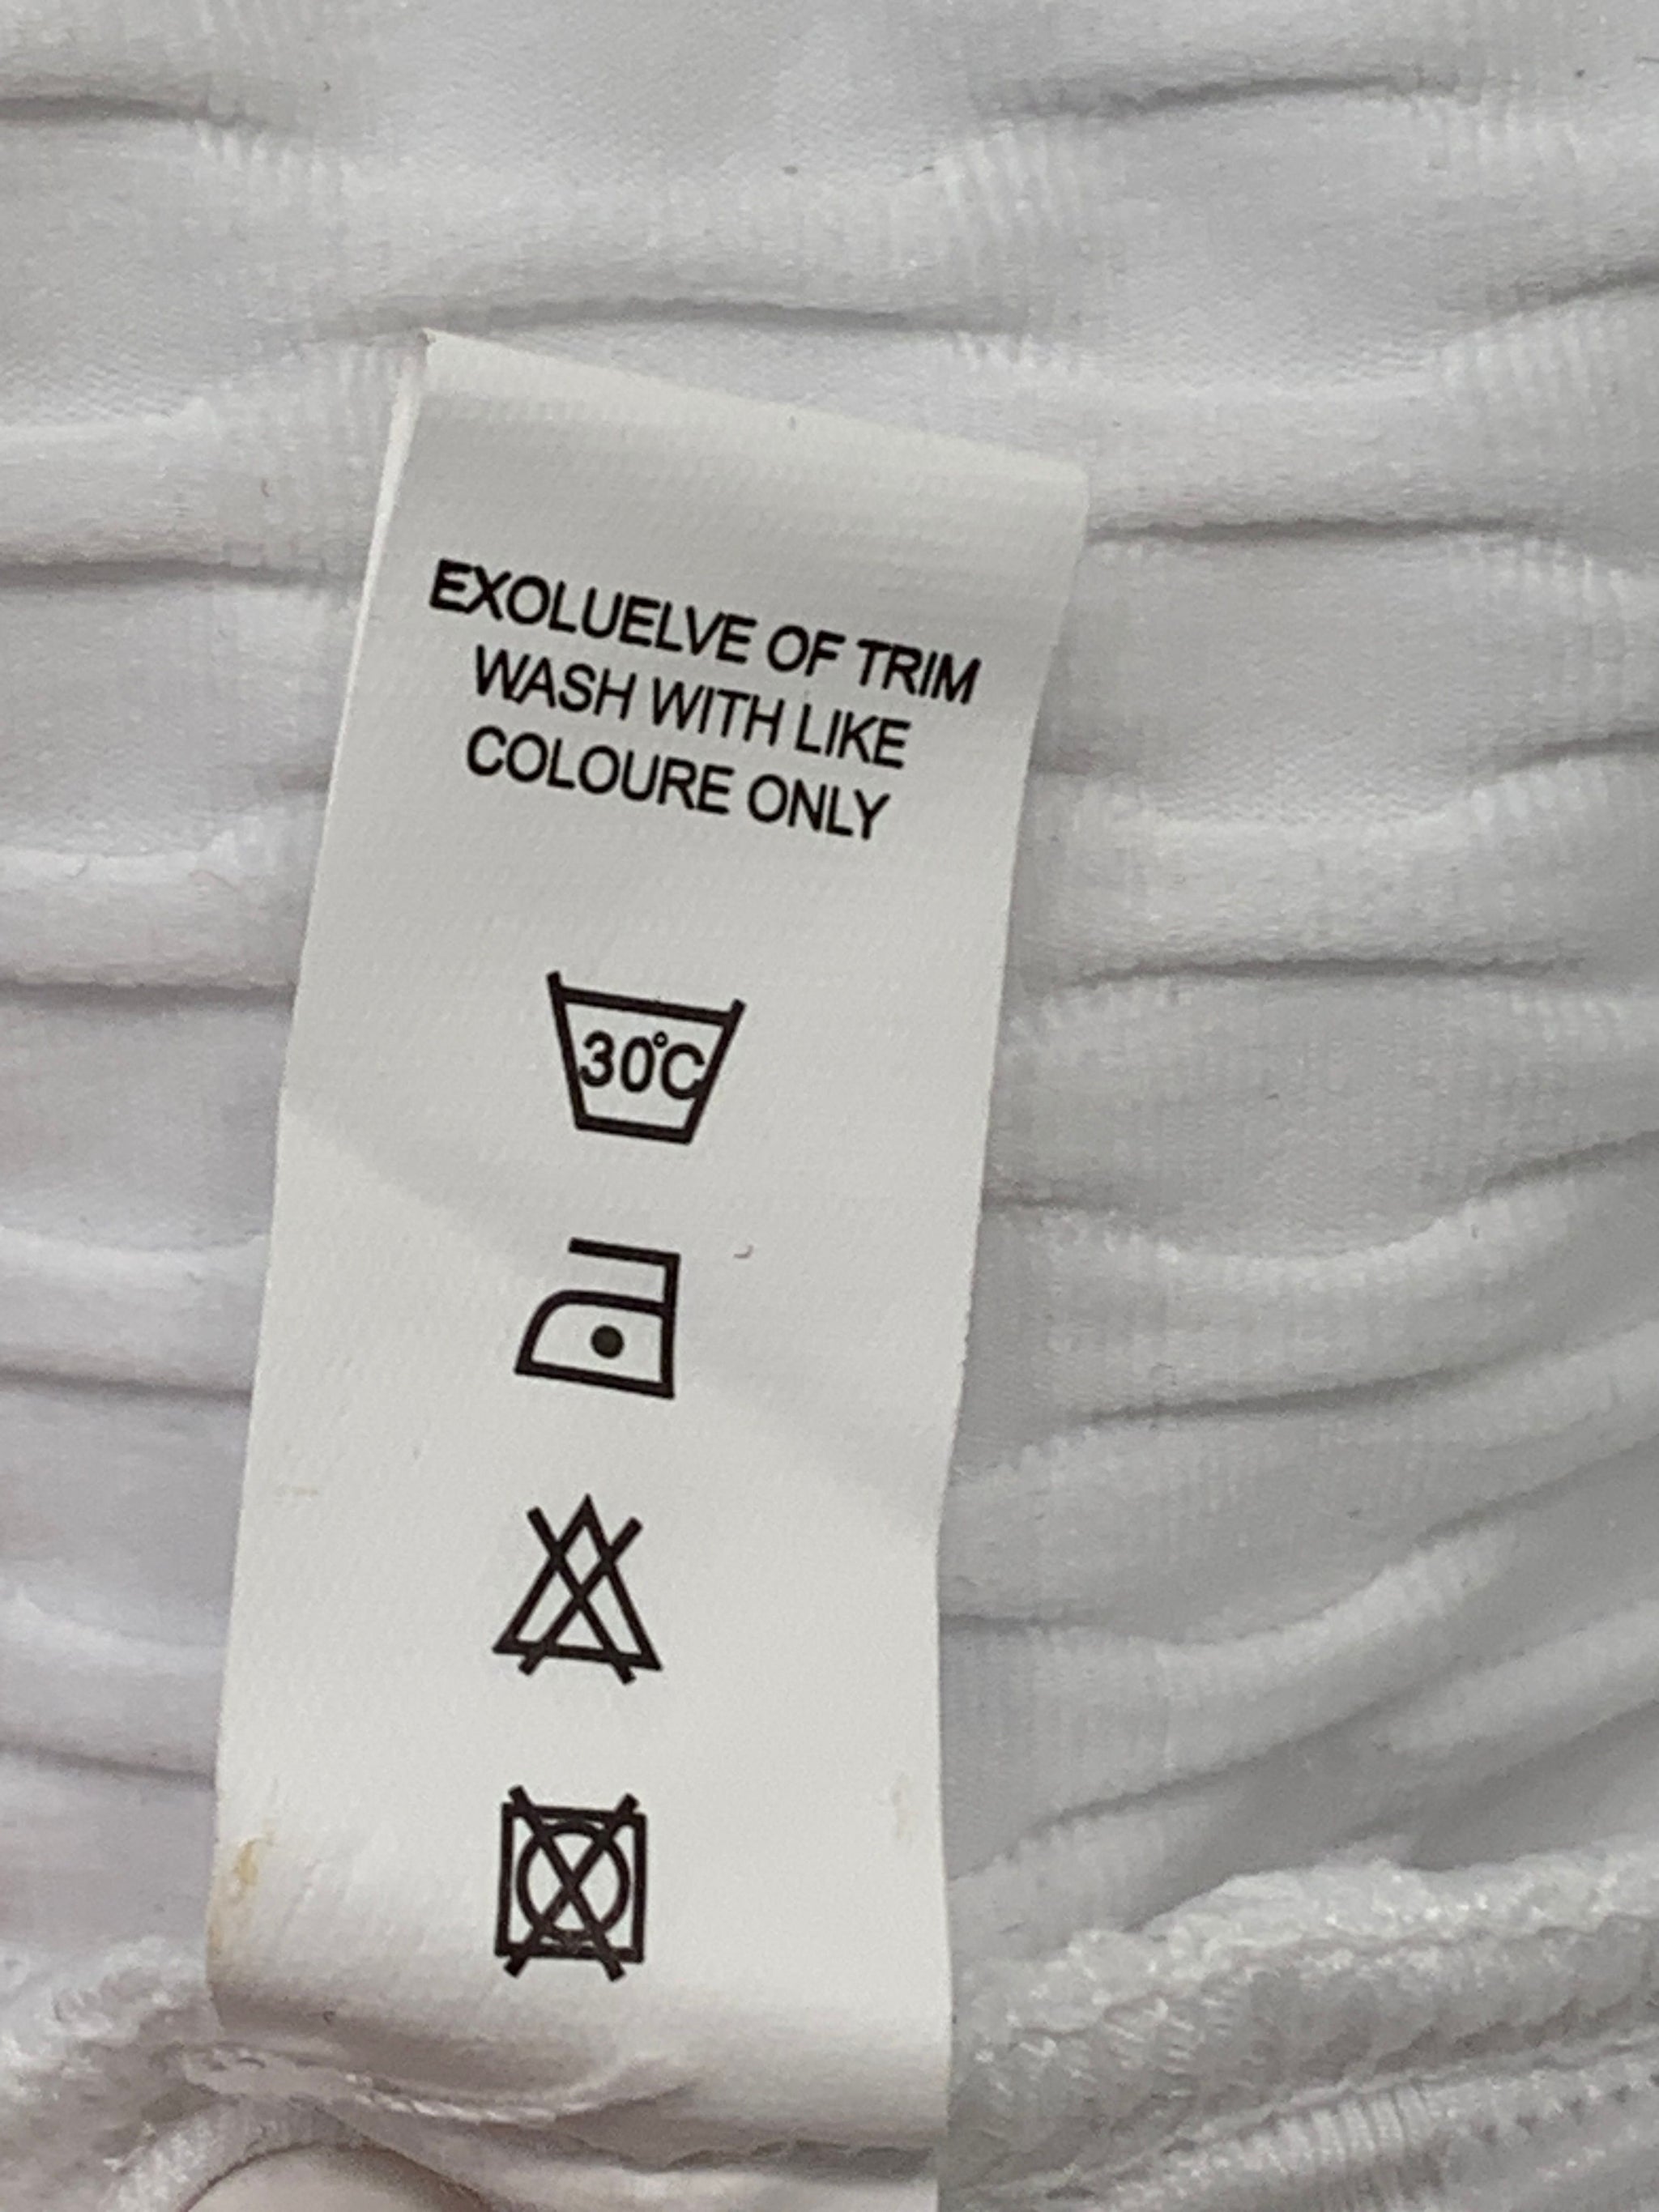 EXOLUELVE OF TRIM
WASH WITH LIKE
COLOURE ONLY
30°C